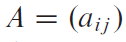 A = (a_{ij})